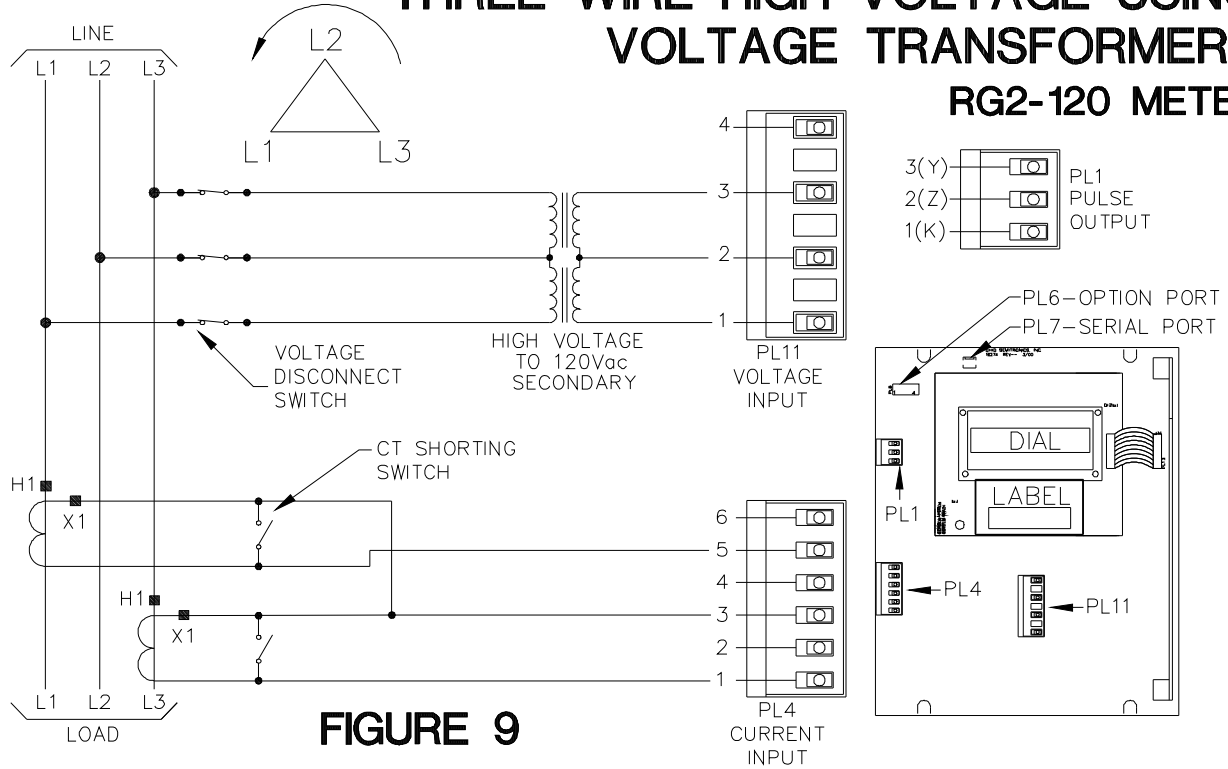 THREE WIRE HIGH VOLTAGE USING
VOLTAGE TRANSFORMER
RG2-120 METE
LINE
L1 L2 L3
L2
L1 L3
4
3
2
1
HIGH VOLTAGE
TO 120Vac
SECONDARY
PL11
VOLTAGE
INPUT
VOLTAGE
DISCONNECT
SWITCH
3(Y)
2(Z)
1(K)
PL1
PULSE
OUTPUT
PL6-OPTION PORT
PL7-SERIAL PORT
DIAL
LABEL
PL1
PL4
PL11
CT SHORTING
SWITCH
H1
X1
H1
X1
6
5
4
3
2
1
PL4
CURRENT
INPUT
L1 L2 L3
LOAD
FIGURE 9